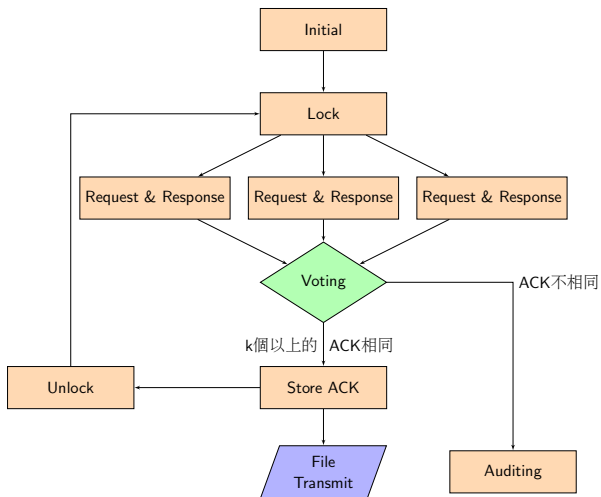 Initial
Lock
Request & Response
Request & Response
Request & Response
Voting
ACK不相同
k個以上的 ACK相同
Unlock
Store ACK
File
Transmit
Auditing